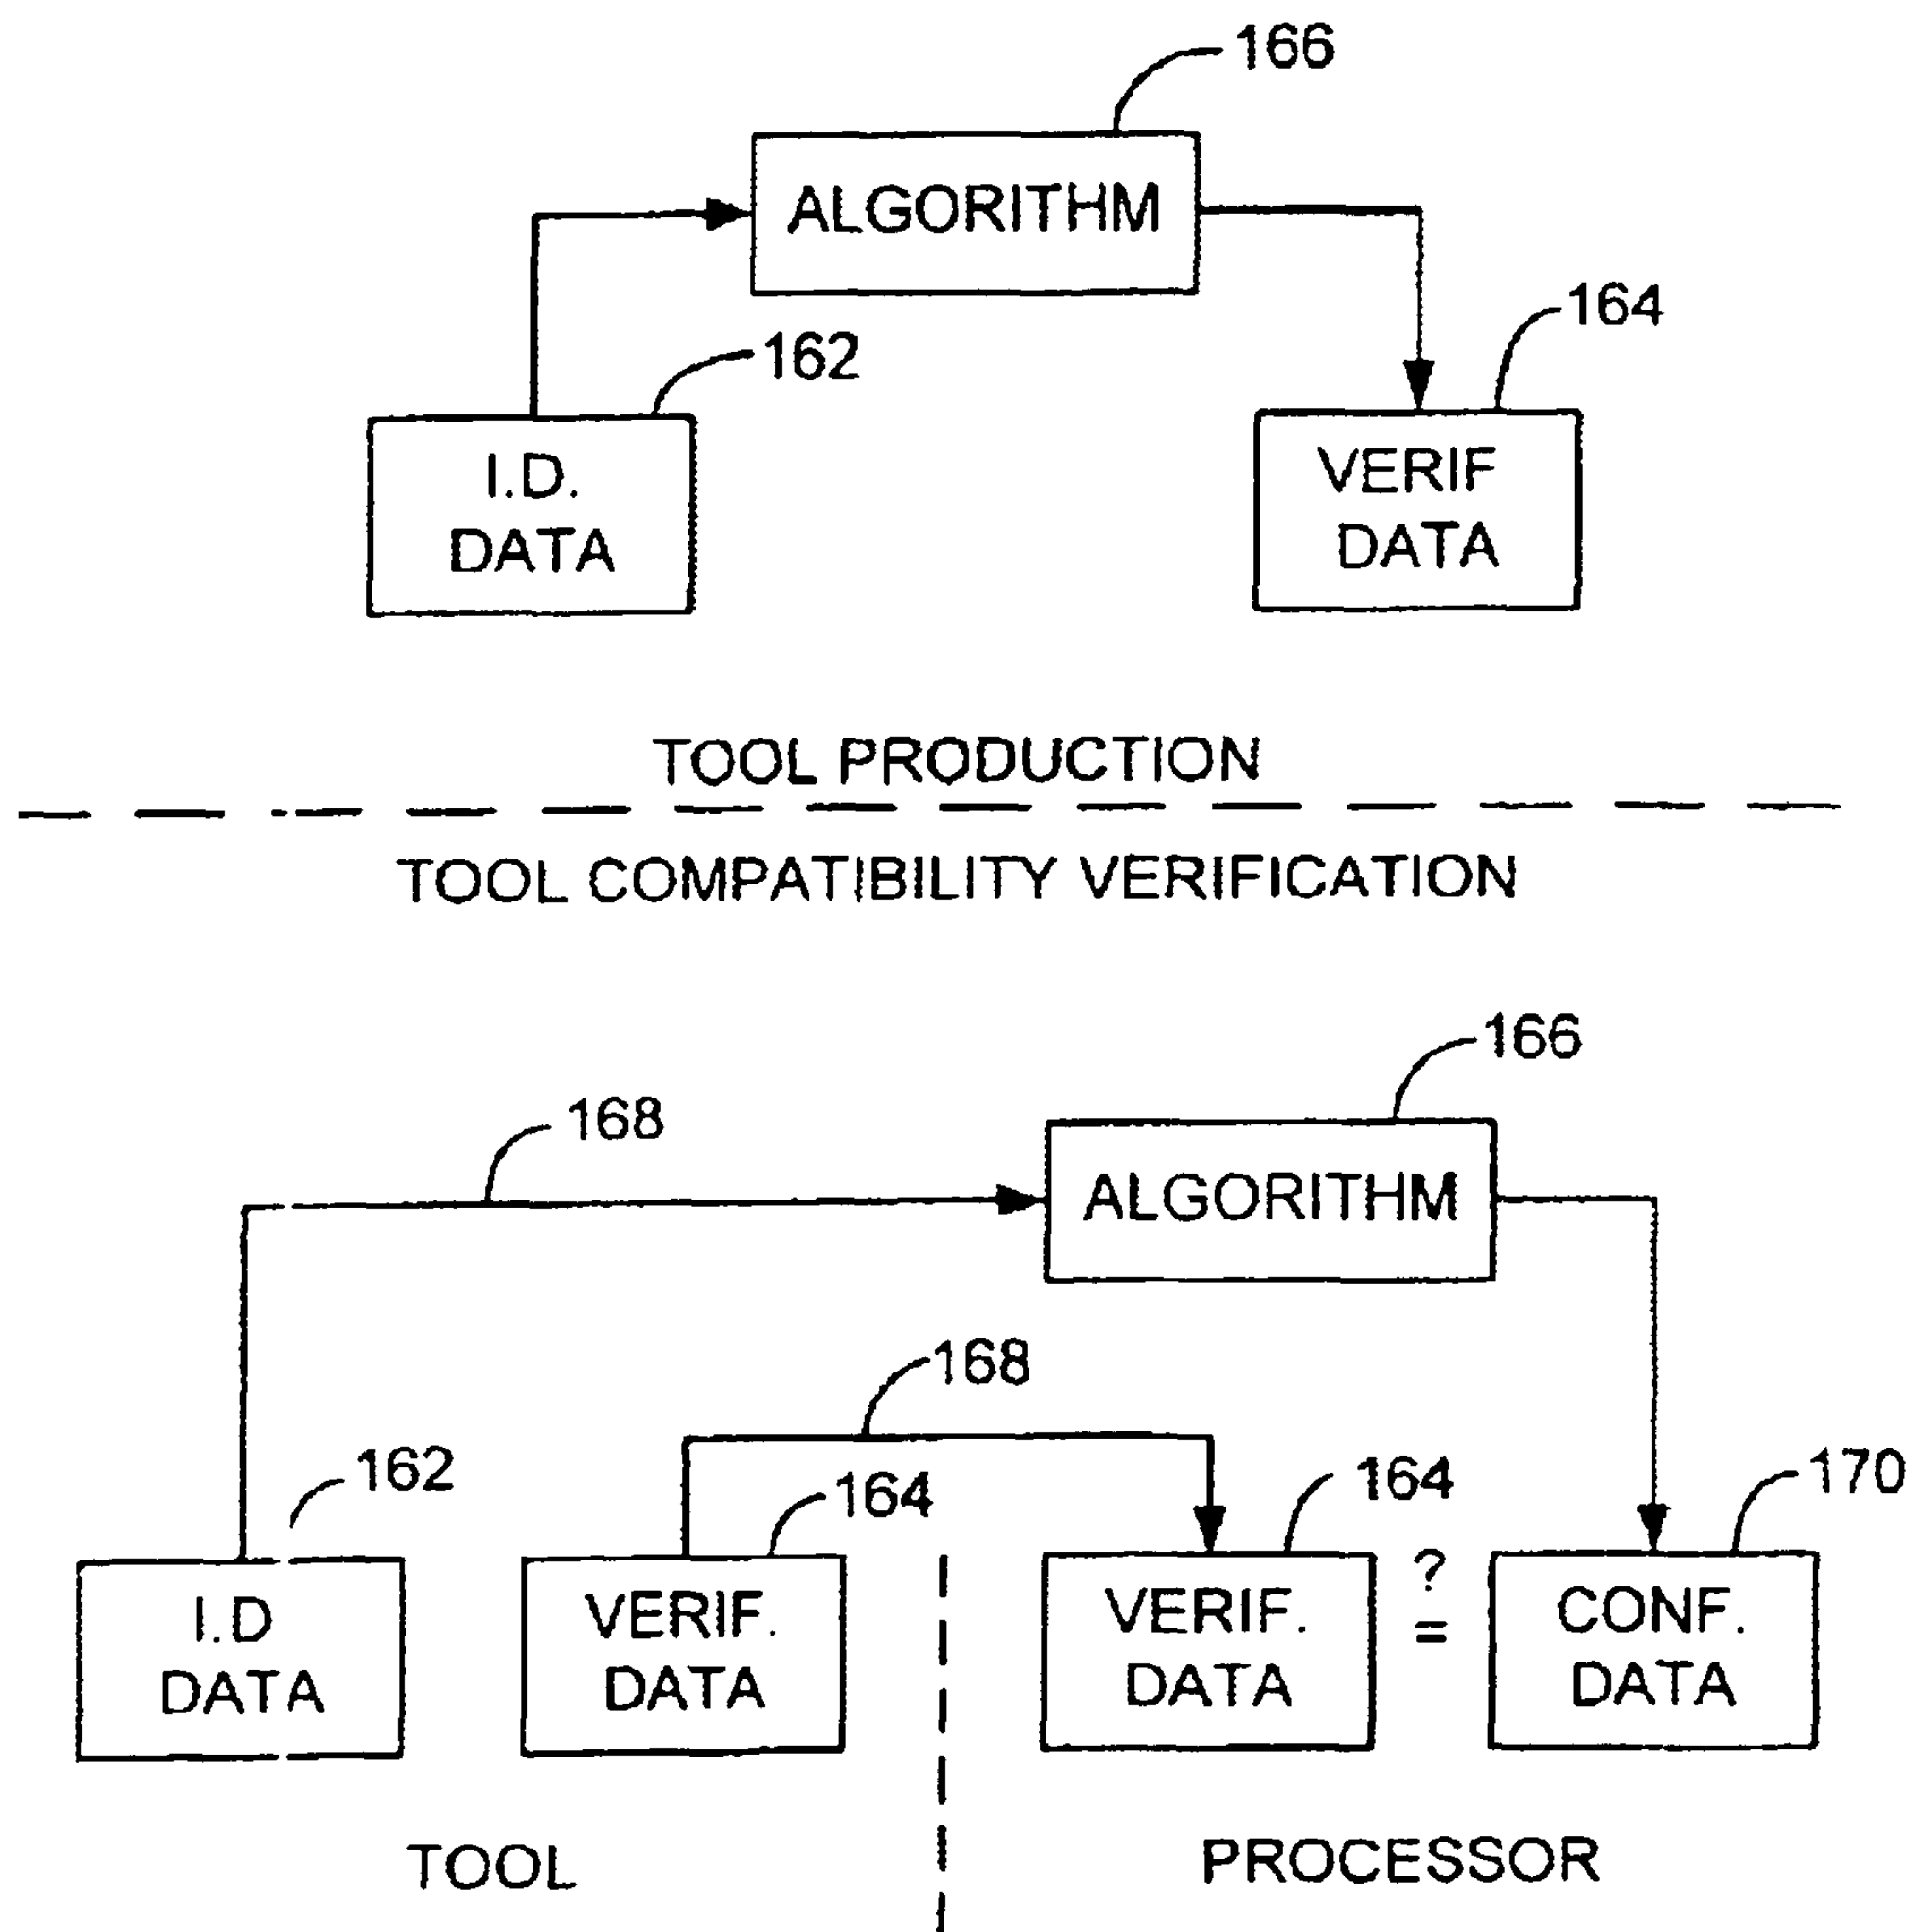 166
ALGORITHM
164
162
I.D.
DATA
VERIF
DATA
TOOL PRODUCTION
TOOL COMPATIBILITY VERIFICATION
166
168
ALGORITHM
168
162
164
164
170
I.D
DATA
VERIF.
DATA
VERIF.
DATA
?
=
CONF.
DATA
TOOL
PROCESSOR